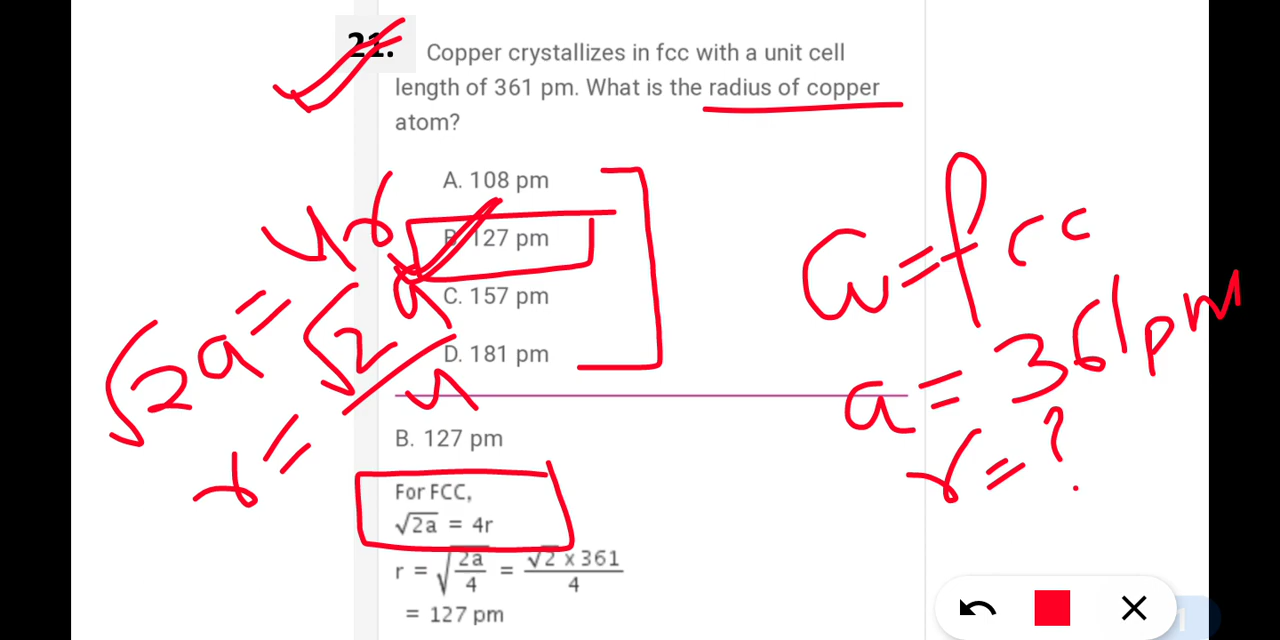 21. Copper crystallizes in fcc with a unit cell
length of 361 pm. What is the radius of copper
atom?
A. 108 pm
B. 127 pm
C. 157 pm
D. 181 pm
√2a = 4r
r = √2 a / 4
= fcc
a = 361pm
r = ?
B. 127 pm
For FCC,
√2a = 4r
r = √(2a/4) = (√2 x 361)/4
= 127 pm
1